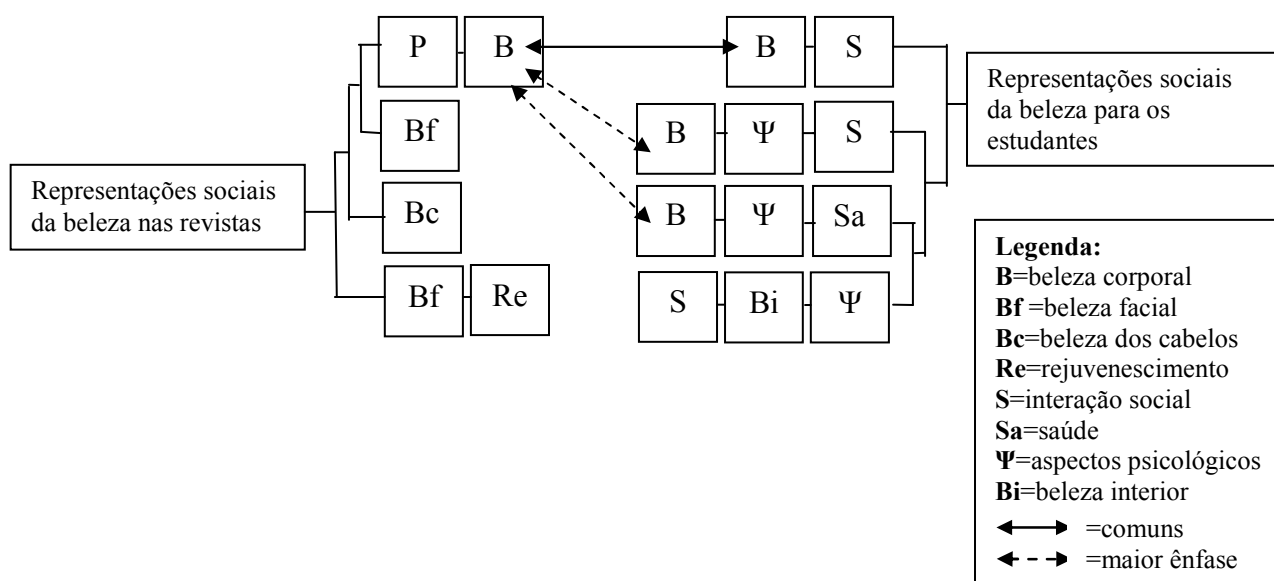 P B B S
Representações sociais
da beleza para os
estudantes
Bf B Ψ S
Representações sociais
da beleza nas revistas
Bc B Ψ Sa
Bf Re S Bi Ψ
Legenda:
B=beleza corporal
Bf =beleza facial
Bc=beleza dos cabelos
Re=rejuvenescimento
S=interação social
Sa=saúde
Ψ=aspectos psicológicos
Bi=beleza interior
=comuns
=maior ênfase